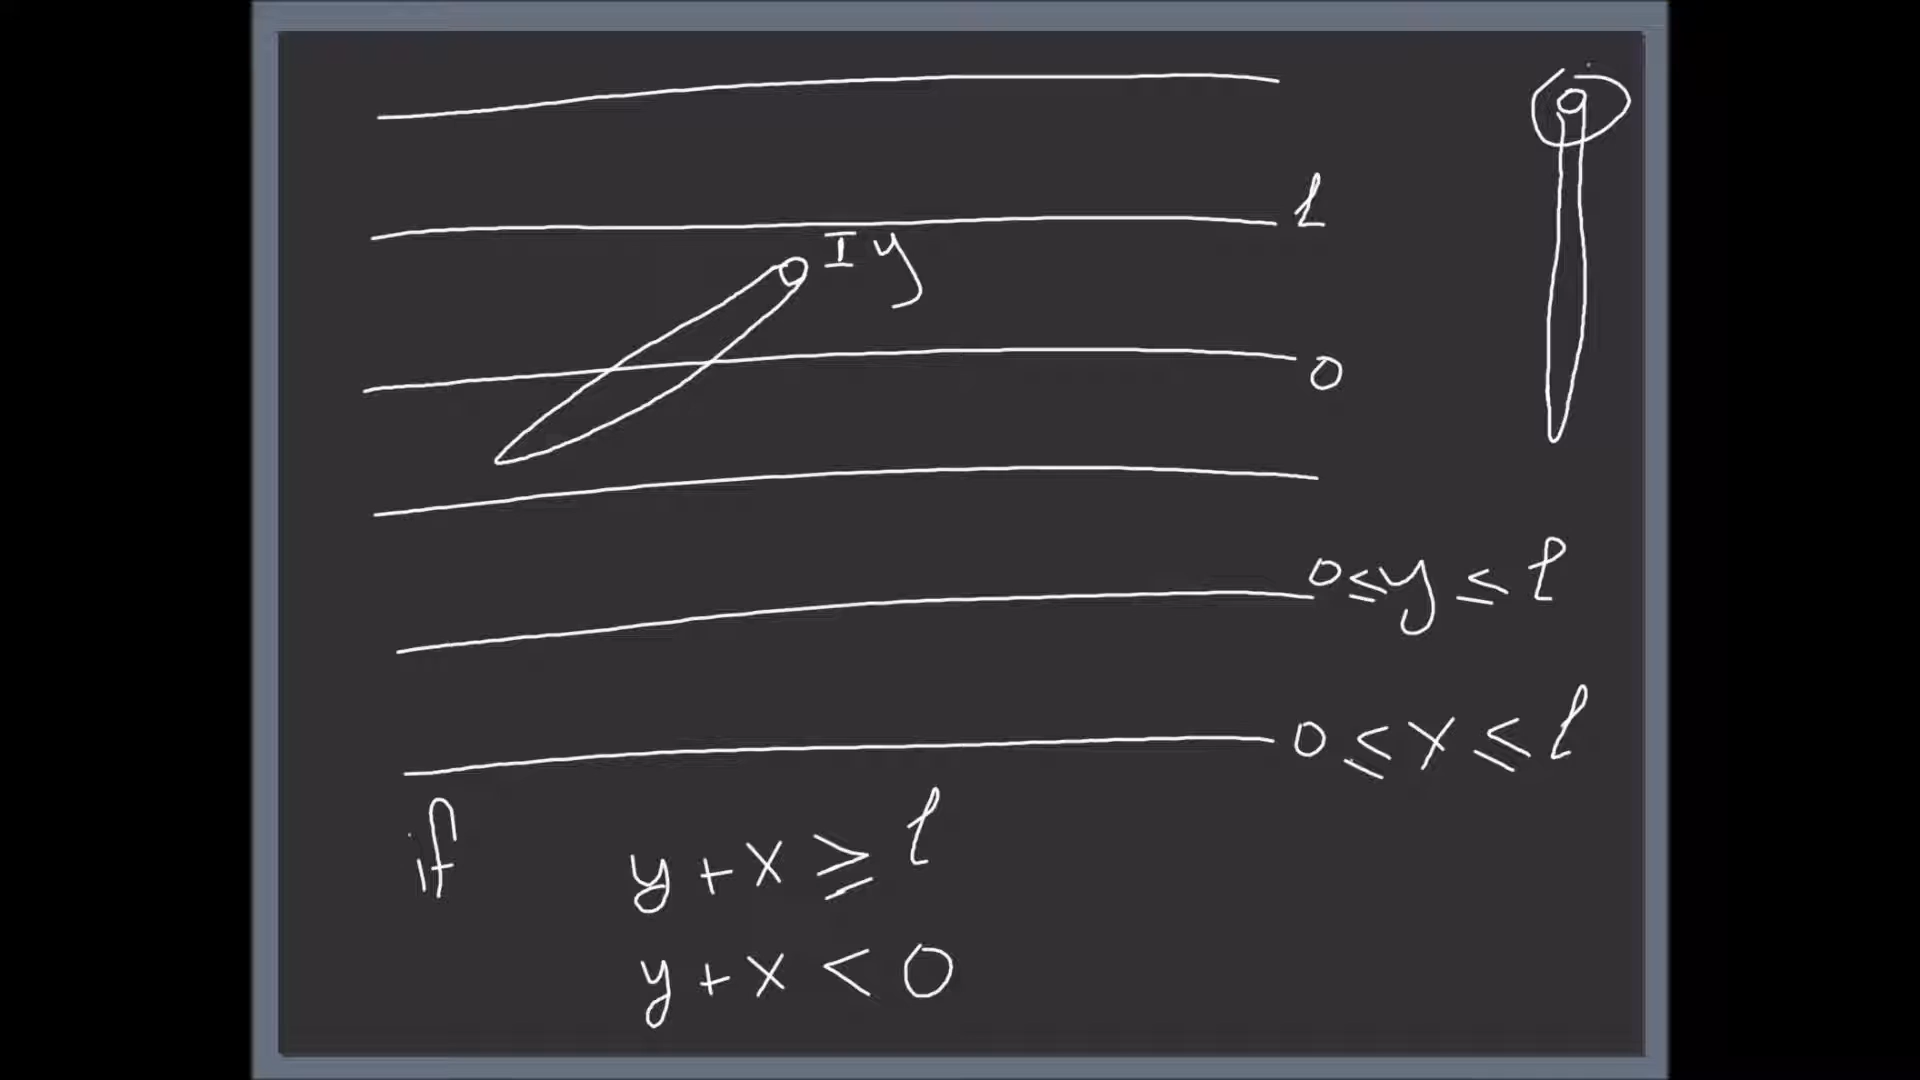 l
I y
0
0 ≤ y ≤ l
0 ≤ x ≤ l
if y + x ≥ l
y + x < 0